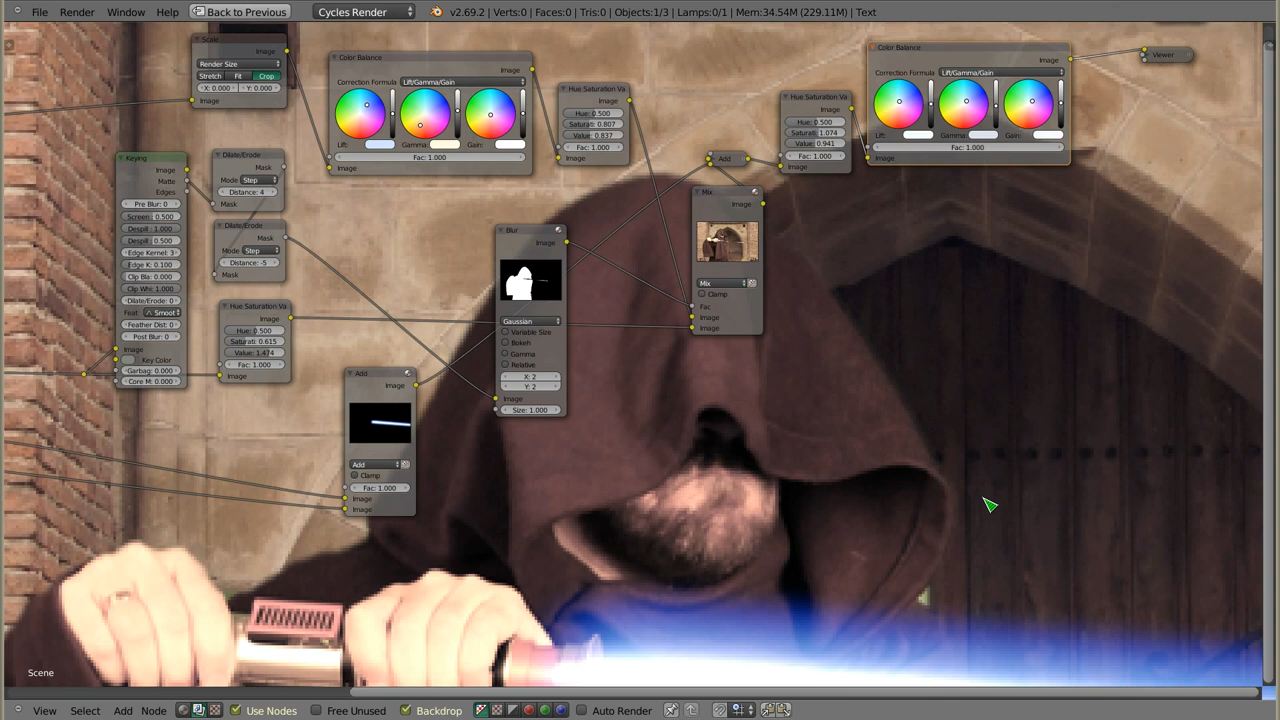 File Render Window Help Back to Previous Cycles Render v2.69.2 | Verts:0 | Faces:0 | Tris:0 | Objects:1/3 | Lamps:0/1 | Mem:34.54M (229.11M) | Text
Scale
Image
Render Size
Stretch Fit Crop
X: 0.000 Y: 0.000
Image
Color Balance
Image
Correction Formula Lift/Gamma/Gain
Lift: Gamma: Gain:
Fac: 1.000
Image
Hue Saturation Va
Image
Hue: 0.500
Saturati: 0.807
Value: 0.837
Fac: 1.000
Image
Hue Saturation Va
Image
Hue: 0.500
Saturati: 1.074
Value: 0.941
Fac: 1.000
Image
Color Balance
Image
Correction Formula Lift/Gamma/Gain
Lift: Gamma: Gain:
Fac: 1.000
Image
Viewer
Add
Keying
Image
Matte
Edges
Pre Blur: 0
Screen: 0.500
Despill: 1.000
Despil: 0.500
Edge Kernel: 3
Edge K: 0.100
Clip Bla: 0.000
Clip Whi: 1.000
Dilate/Erode: 0
Feat Smoot
Feather Dist: 0
Post Blur: 0
Image
Key Color
Garbag: 0.000
Core M: 0.000
Dilate/Erode
Mask
Mode Step
Distance: 4
Mask
Dilate/Erode
Mask
Mode Step
Distance: -5
Mask
Hue Saturation Va
Image
Hue: 0.500
Saturati: 0.615
Value: 1.474
Fac: 1.000
Image
Add
Image
Add
Clamp
Fac: 1.000
Image
Image
Blur
Image
Gaussian
Variable Size
Bokeh
Gamma
Relative
X: 2
Y: 2
Image
Size: 1.000
Mix
Image
Mix
Clamp
Fac
Image
Image
Scene
View Select Add Node Use Nodes Free Unused Backdrop Auto Render